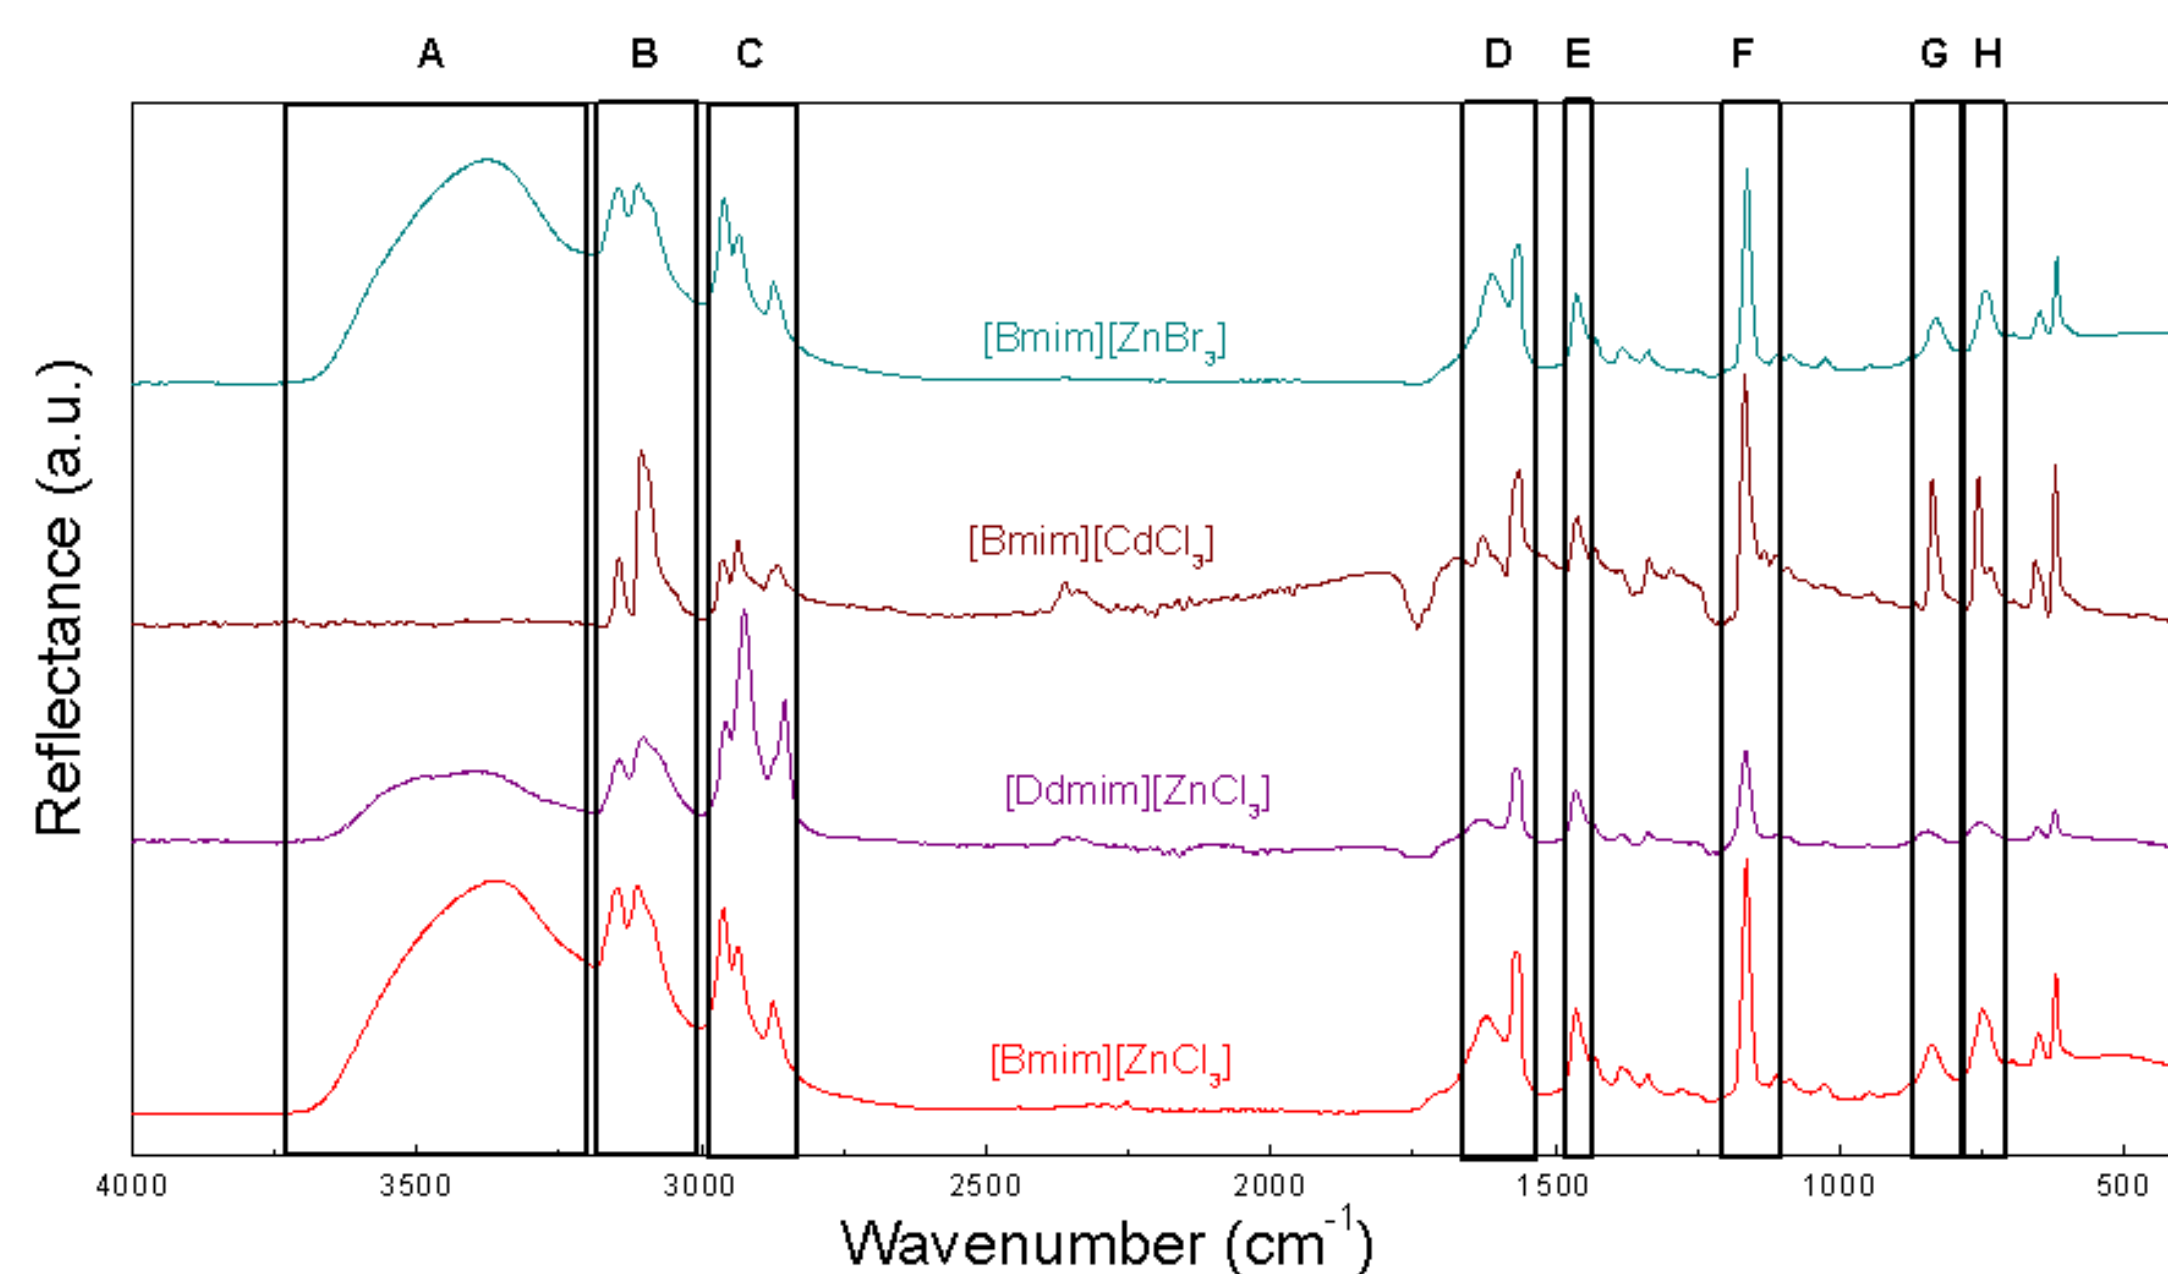 A B C D E F G H
[Bmim][ZnBr₃]
[Bmim][CdCl₃]
[Ddmim][ZnCl₃]
[Bmim][ZnCl₃]
Reflectance (a.u.)
4000 3500 3000 2500 2000 1500 1000 500
Wavenumber (cm⁻¹)